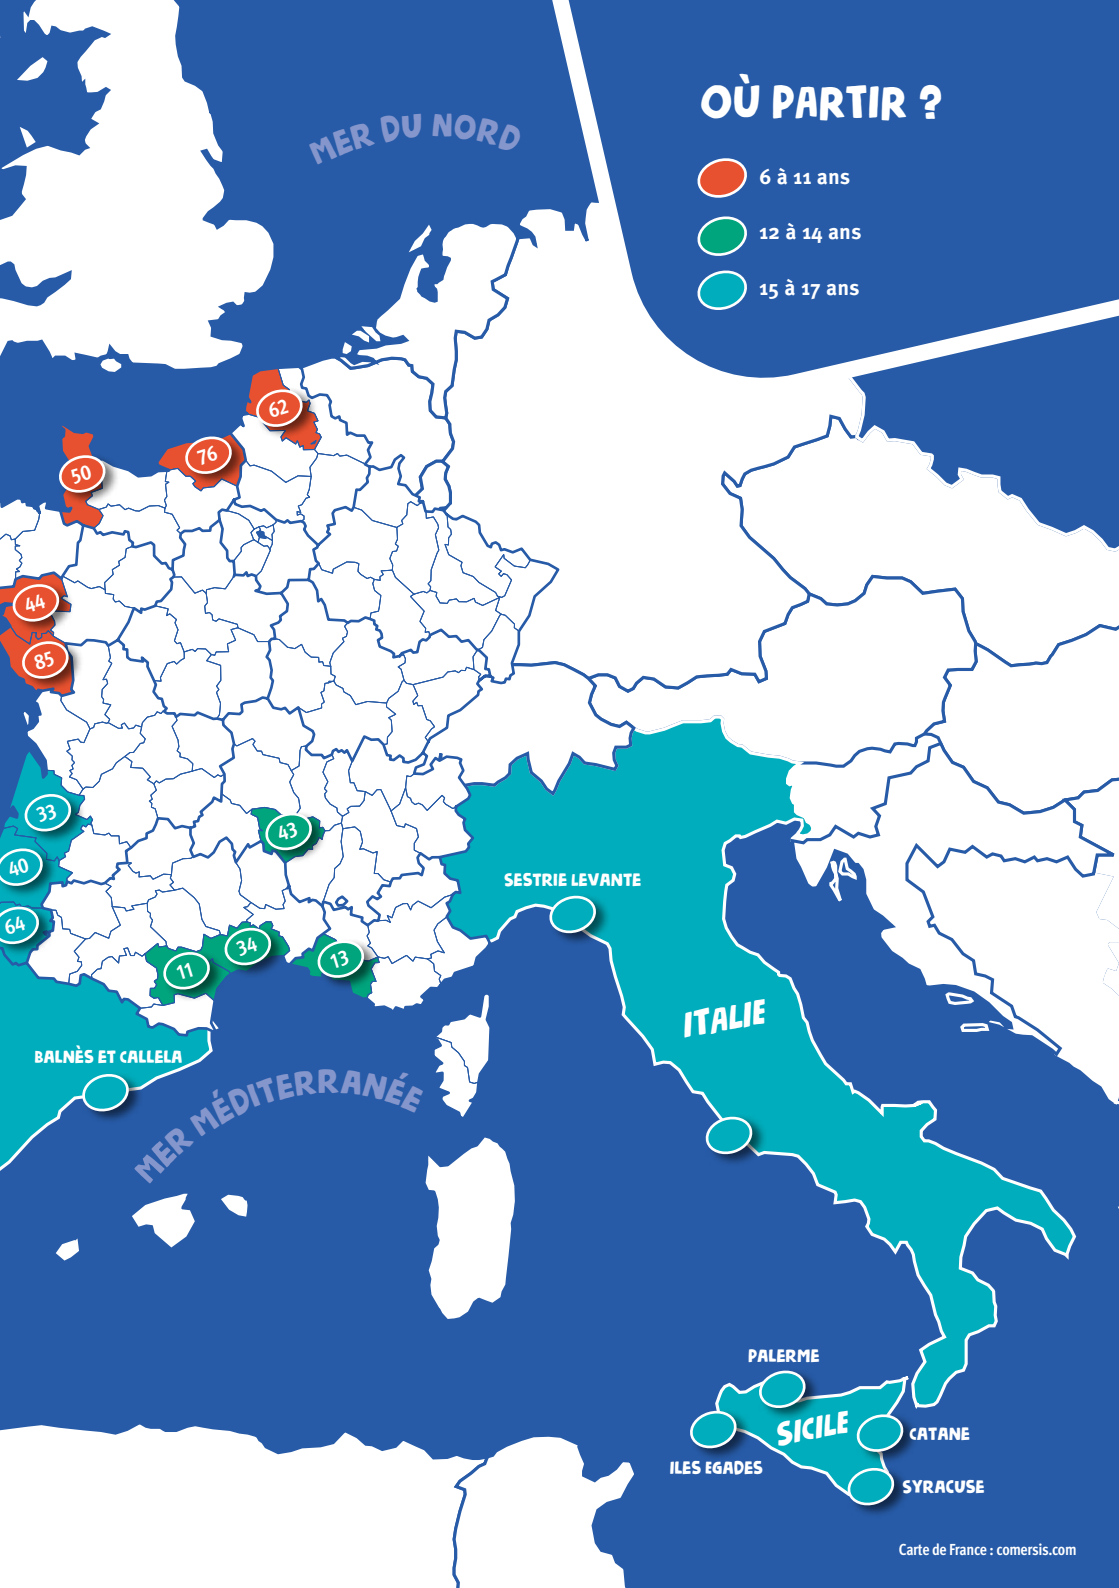 OÙ PARTIR ?
6 à 11 ans
12 à 14 ans
15 à 17 ans
MER DU NORD
62
76
50
44
85
33
43
40
64
34
13
11
SESTRIE LEVANTE
ITALIE
BALNÈS ET CALLELA
MER MÉDITERRANÉE
PALERME
SICILE
CATANE
ILES EGADES
SYRACUSE
Carte de France : comersis.com